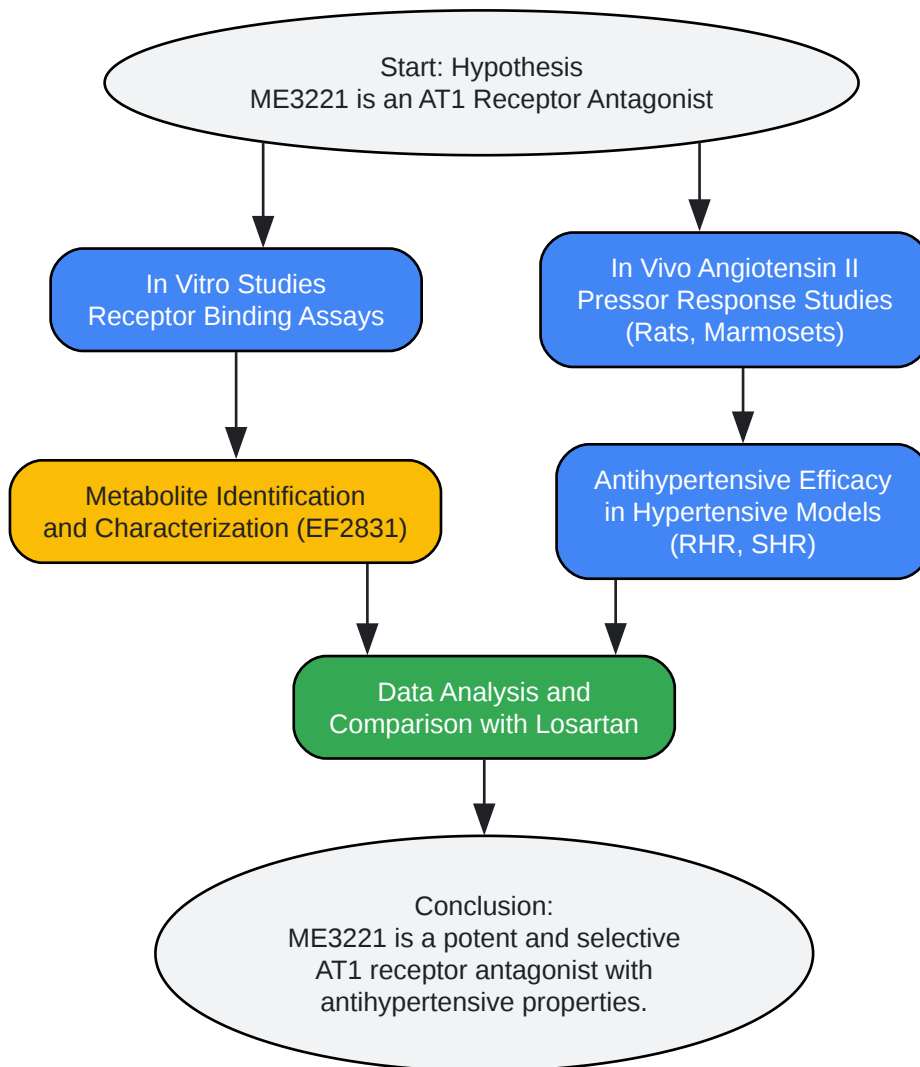 Start: Hypothesis
ME3221 is an AT1 Receptor Antagonist
In Vitro Studies
Receptor Binding Assays
In Vivo Angiotensin II
Pressor Response Studies
(Rats, Marmosets)
Metabolite Identification
and Characterization (EF2831)
Antihypertensive Efficacy
in Hypertensive Models
(RHR, SHR)
Data Analysis and
Comparison with Losartan
Conclusion:
ME3221 is a potent and selective
AT1 receptor antagonist with
antihypertensive properties.